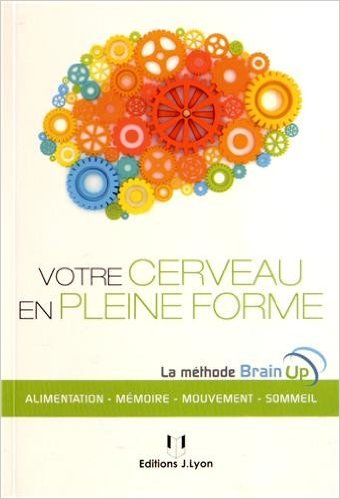 VOTRE CERVEAU
EN PLEINE FORME
La méthode Brain Up
ALIMENTATION - MÉMOIRE - MOUVEMENT - SOMMEIL
Editions J.Lyon